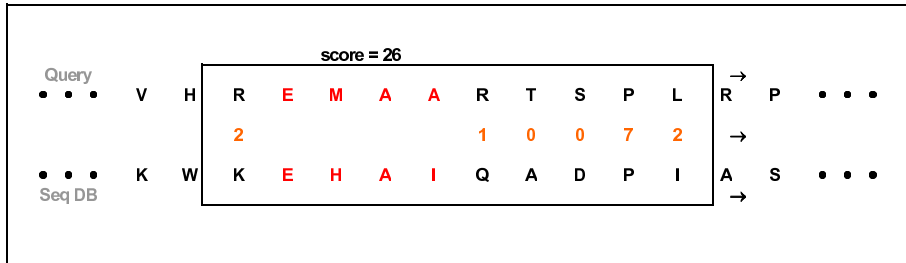 score = 26
Query
• • • V H R E M A A R T S P L R P • • •
2 1 0 0 7 2
• • • K W K E H A I Q A D P I A S • • •
Seq DB